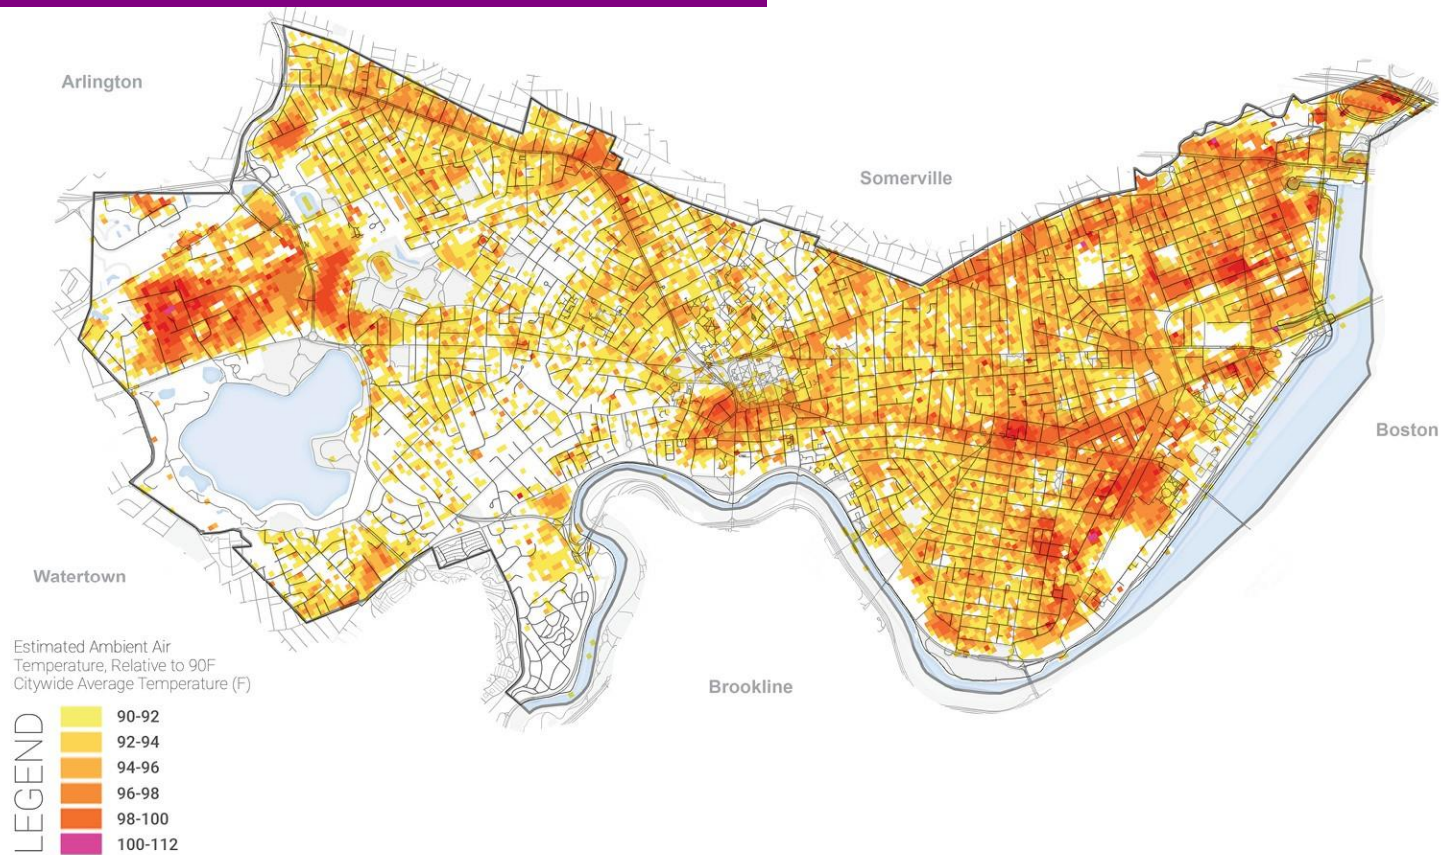 Arlington
Somerville
Boston
Watertown
Brookline
Estimated Ambient Air
Temperature, Relative to 90F
Citywide Average Temperature (F)
LEGEND
90-92
92-94
94-96
96-98
98-100
100-112